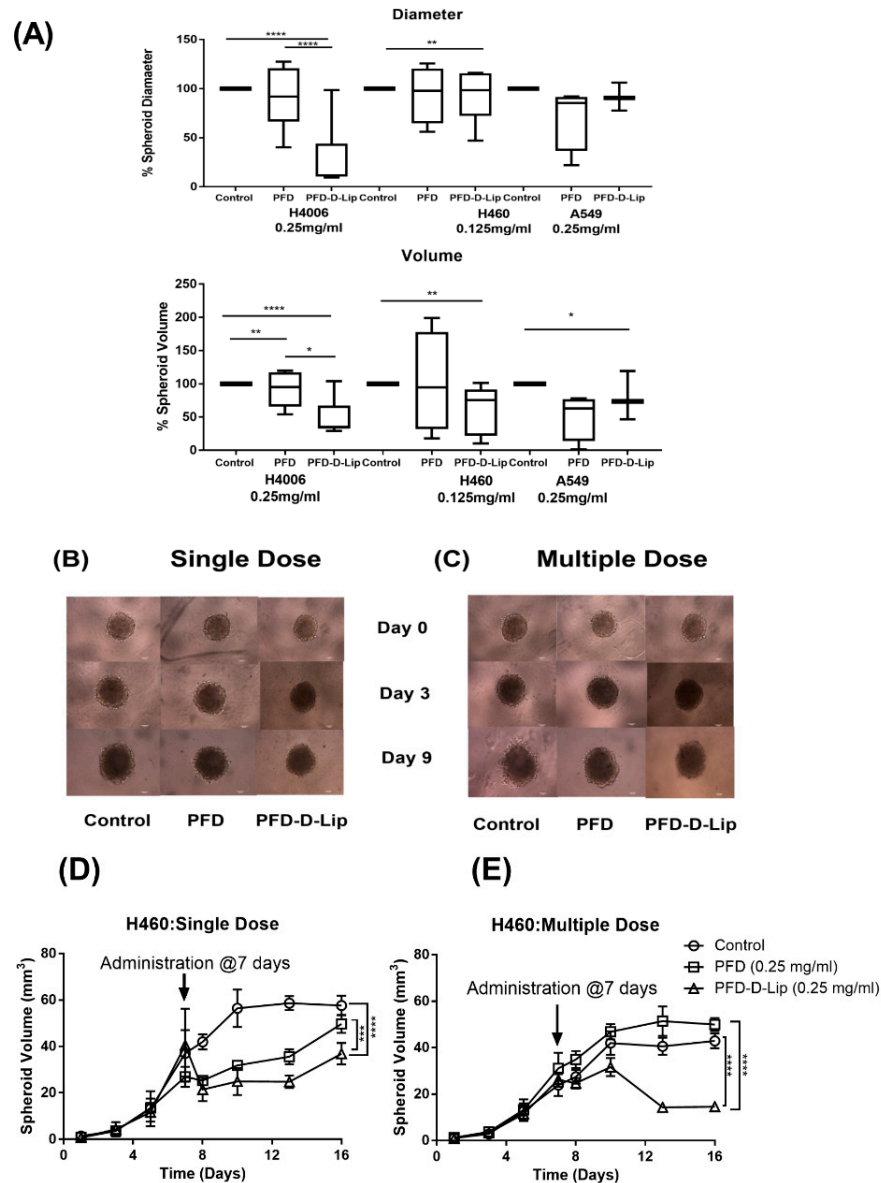 (A)
Diameter
% Spheroid Diamaeter
150
100
50
0
**** **** **
Control PFD PFD-D-Lip Control PFD PFD-D-Lip Control PFD PFD-D-Lip
H4006 H460 A549
0.25mg/ml 0.125mg/ml 0.25mg/ml
Volume
% Spheroid Volume
250
200
150
100
50
0
**** ** * ** *
Control PFD PFD-D-Lip Control PFD PFD-D-Lip Control PFD PFD-D-Lip
H4006 H460 A549
0.25mg/ml 0.125mg/ml 0.25mg/ml
(B) Single Dose
(C) Multiple Dose
Day 0
Day 3
Day 9
Control PFD PFD-D-Lip
Control PFD PFD-D-Lip
(D)
H460:Single Dose
Administration @7 days
Spheroid Volume (mm³)
80
60
40
20
0
0 4 8 12 16
Time (Days)
*** ****
(E)
H460:Multiple Dose
Administration @7 days
Control
PFD (0.25 mg/ml)
PFD-D-Lip (0.25 mg/ml)
Spheroid Volume (mm³)
80
60
40
20
0
0 4 8 12 16
Time (Days)
**** ****